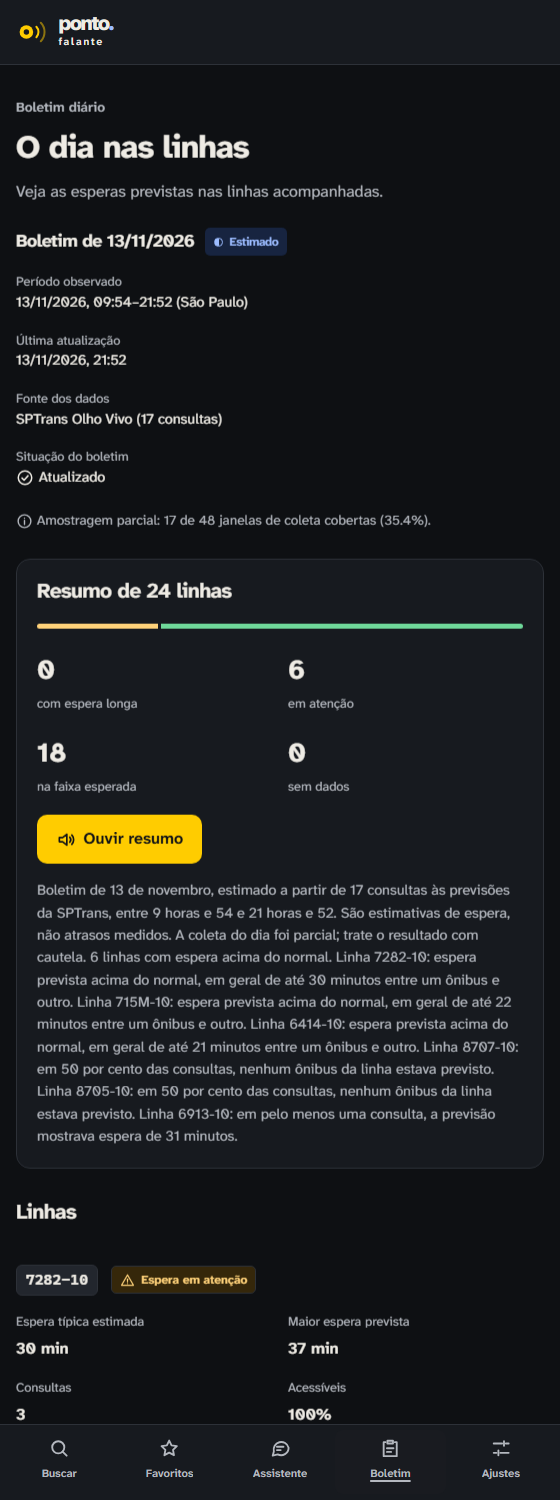 ponto.
falante
Boletim diário
O dia nas linhas
Veja as esperas previstas nas linhas acompanhadas.
Boletim de 13/11/2026
Estimado
Período observado
13/11/2026, 09:54–21:52 (São Paulo)
Última atualização
13/11/2026, 21:52
Fonte dos dados
SPTrans Olho Vivo (17 consultas)
Situação do boletim
Atualizado
Amostragem parcial: 17 de 48 janelas de coleta cobertas (35.4%).
Resumo de 24 linhas
0 6
com espera longa em atenção
18 0
na faixa esperada sem dados
Ouvir resumo
Boletim de 13 de novembro, estimado a partir de 17 consultas às previsões
da SPTrans, entre 9 horas e 54 e 21 horas e 52. São estimativas de espera,
não atrasos medidos. A coleta do dia foi parcial; trate o resultado com
cautela. 6 linhas com espera acima do normal. Linha 7282-10: espera
prevista acima do normal, em geral de até 30 minutos entre um ônibus e
outro. Linha 715M-10: espera prevista acima do normal, em geral de até 22
minutos entre um ônibus e outro. Linha 6414-10: espera prevista acima do
normal, em geral de até 21 minutos entre um ônibus e outro. Linha 8707-10:
em 50 por cento das consultas, nenhum ônibus da linha estava previsto.
Linha 8705-10: em 50 por cento das consultas, nenhum ônibus da linha
estava previsto. Linha 6913-10: em pelo menos uma consulta, a previsão
mostrava espera de 31 minutos.
Linhas
7282-10 Espera em atenção
Espera típica estimada Maior espera prevista
30 min 37 min
Consultas Acessíveis
3 100%
Buscar Favoritos Assistente Boletim Ajustes